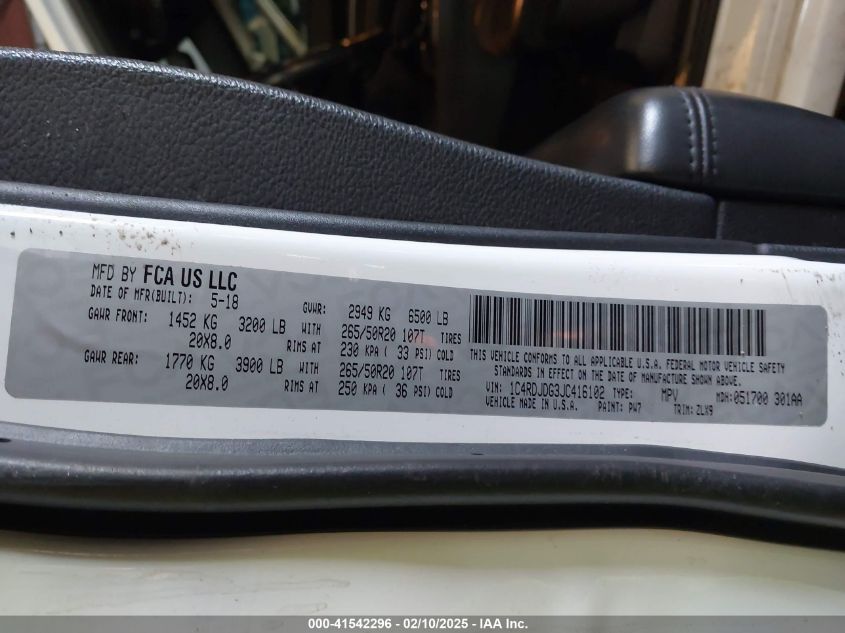 MFD BY FCA US LLC
DATE OF MFR(BUILT): 5-18 GVWR: 2949 KG 6500 LB
GAWR FRONT: 1452 KG 3200 LB WITH 265/50R20 107T TIRES
20X8.0 RIMS AT 230 KPA ( 33 PSI) COLD
GAWR REAR: 1770 KG 3900 LB WITH 265/50R20 107T TIRES
20X8.0 RIMS AT 250 KPA ( 36 PSI) COLD
THIS VEHICLE CONFORMS TO ALL APPLICABLE U.S.A. FEDERAL MOTOR VEHICLE SAFETY
STANDARDS IN EFFECT ON THE DATE OF MANUFACTURE SHOWN ABOVE.
VIN: 1C4RDJDG3JC416102 TYPE: MPV MDH: 051700 301AA
MADE IN U.S.A. PAINT: PW7 TRIM: ZLX9
000-41542296 - 02/10/2025 - IAA Inc.